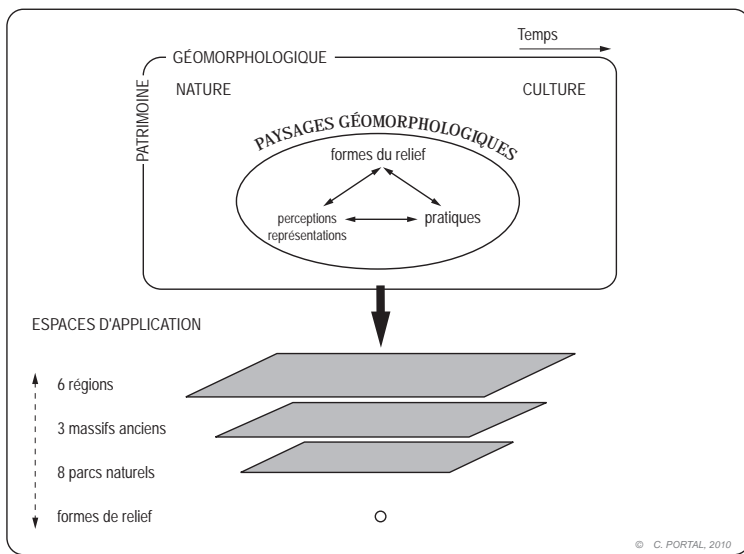 Temps
GÉOMORPHOLOGIQUE
PATRIMOINE
NATURE
CULTURE
PAYSAGES GÉOMORPHOLOGIQUES
formes du relief
perceptions
représentations
pratiques
ESPACES D'APPLICATION
6 régions
3 massifs anciens
8 parcs naturels
formes de relief
© C. PORTAL, 2010